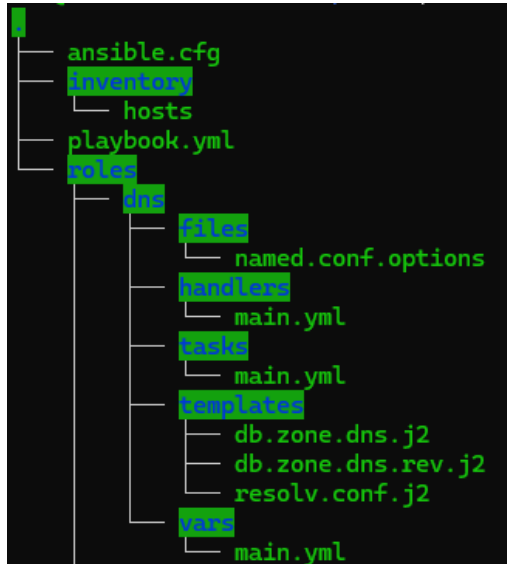 .
ansible.cfg
inventory
hosts
playbook.yml
roles
dns
files
named.conf.options
handlers
main.yml
tasks
main.yml
templates
db.zone.dns.j2
db.zone.dns.rev.j2
resolv.conf.j2
vars
main.yml